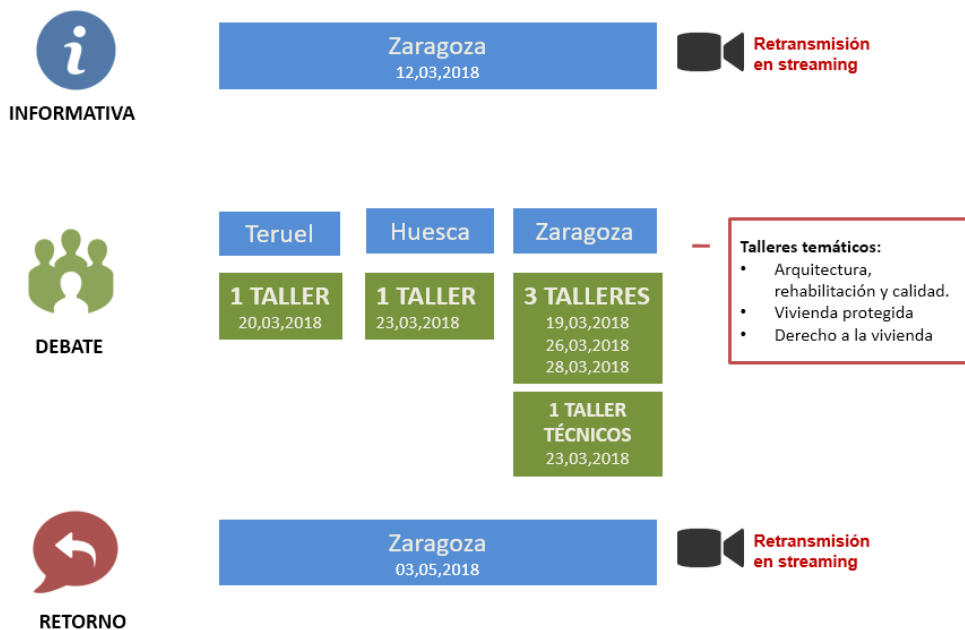 INFORMATIVA
Zaragoza
12,03,2018
Retransmisión
en streaming
DEBATE
Teruel
1 TALLER
20,03,2018
Huesca
1 TALLER
23,03,2018
Zaragoza
3 TALLERES
19,03,2018
26,03,2018
28,03,2018
1 TALLER
TÉCNICOS
23,03,2018
Talleres temáticos:
• Arquitectura,
rehabilitación y calidad.
• Vivienda protegida
• Derecho a la vivienda
RETORNO
Zaragoza
03,05,2018
Retransmisión
en streaming